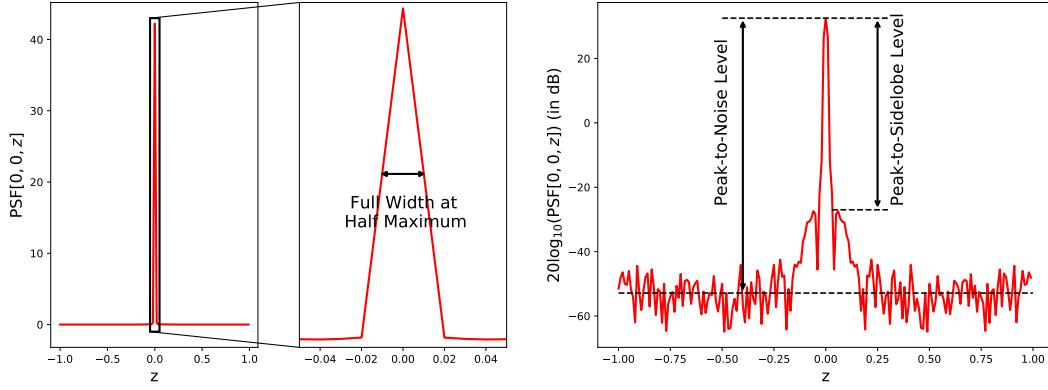 PSF[0, 0, z]
40
30
20
10
0
−1.0 −0.5 0.0 0.5 1.0
z
Full Width at
Half Maximum
−0.04 −0.02 0.00 0.02 0.04
20log₁₀(PSF[0, 0, z]) (in dB)
20
0
−20
−40
−60
Peak-to-Noise Level
Peak-to-Sidelobe Level
−1.00 −0.75 −0.50 −0.25 0.00 0.25 0.50 0.75 1.00
z